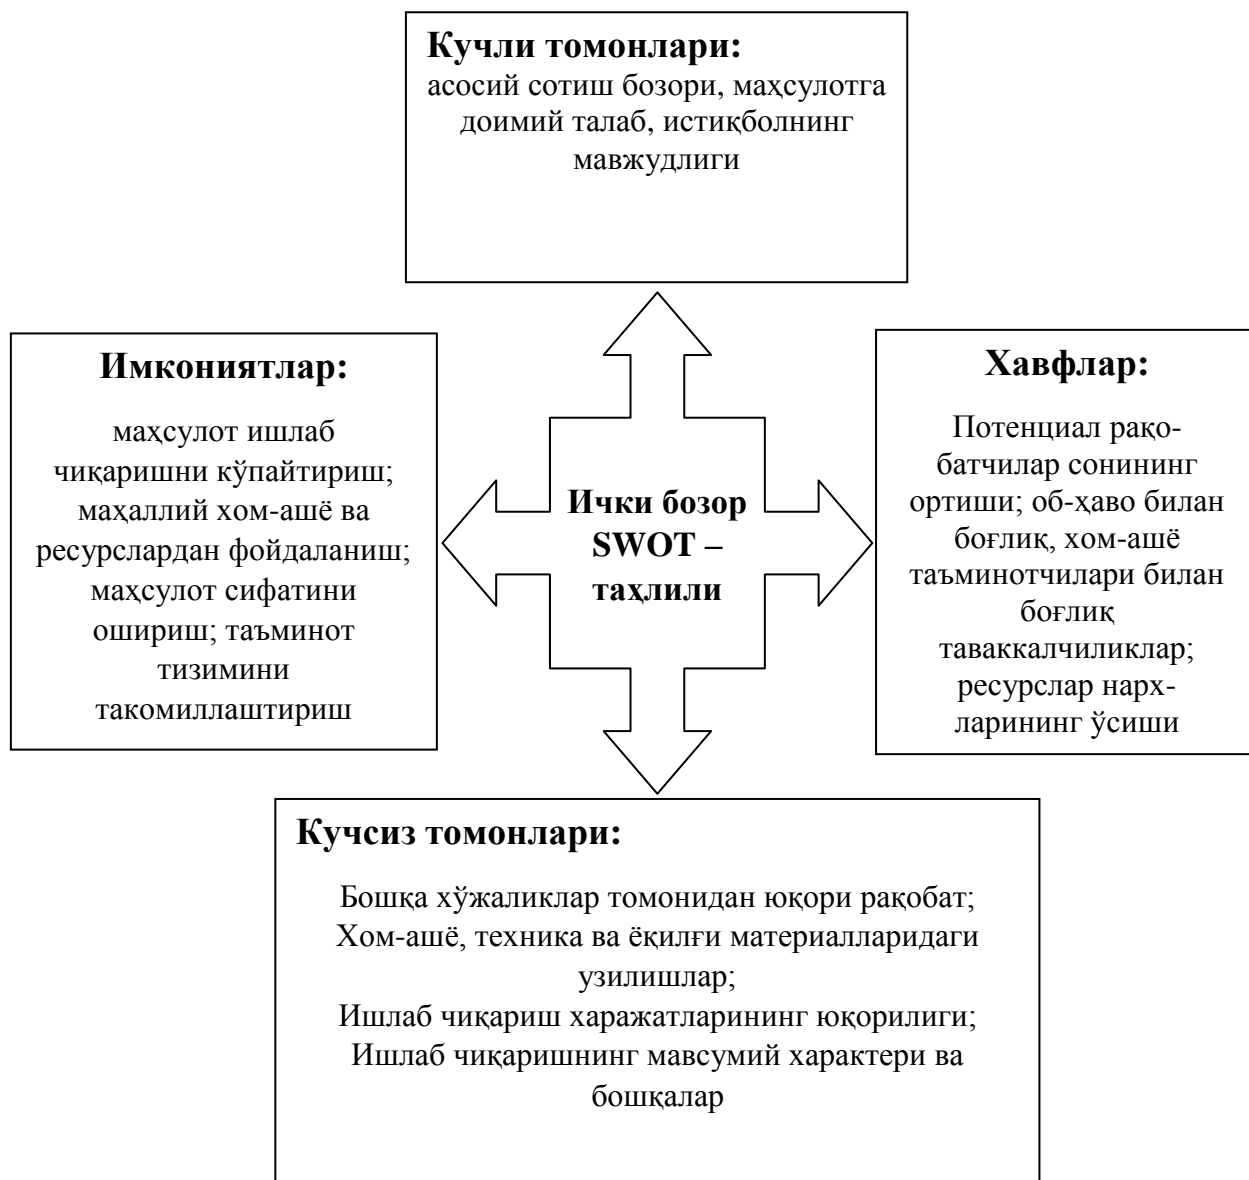 Кучли томонлари:
асосий сотиш бозори, маҳсулотга
доимий талаб, истиқболнинг
мавжудлиги
Имкониятлар:
маҳсулот ишлаб
чиқаришни кўпайтириш;
маҳаллий хом-ашё ва
ресурслардан фойдаланиш;
маҳсулот сифатини
ошириш; таъминот
тизимини
такомиллаштириш
Ички бозор
SWOT –
таҳлили
Хавфлар:
Потенциал рақо-
батчилар сонининг
ортиши; об-ҳаво билан
боғлиқ, хом-ашё
таъминотчилари билан
боғлиқ
таваккалчиликлар;
ресурслар нарх-
ларининг ўсиши
Кучсиз томонлари:
Бошқа хўжаликлар томонидан юқори рақобат;
Хом-ашё, техника ва ёқилғи материалларидаги
узилишлар;
Ишлаб чиқариш харажатларининг юқорилиги;
Ишлаб чиқаришнинг мавсумий характери ва
бошқалар